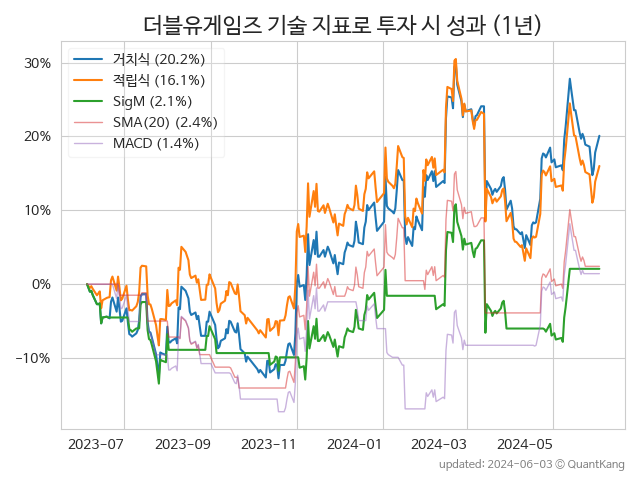 더블유게임즈 기술 지표로 투자 시 성과 (1년)
거치식 (20.2%)
적립식 (16.1%)
SigM (2.1%)
SMA(20) (2.4%)
MACD (1.4%)
30%
20%
10%
0%
−10%
2023−07 2023−09 2023−11 2024−01 2024−03 2024−05
updated: 2024−06−03 ⓒ QuantKang